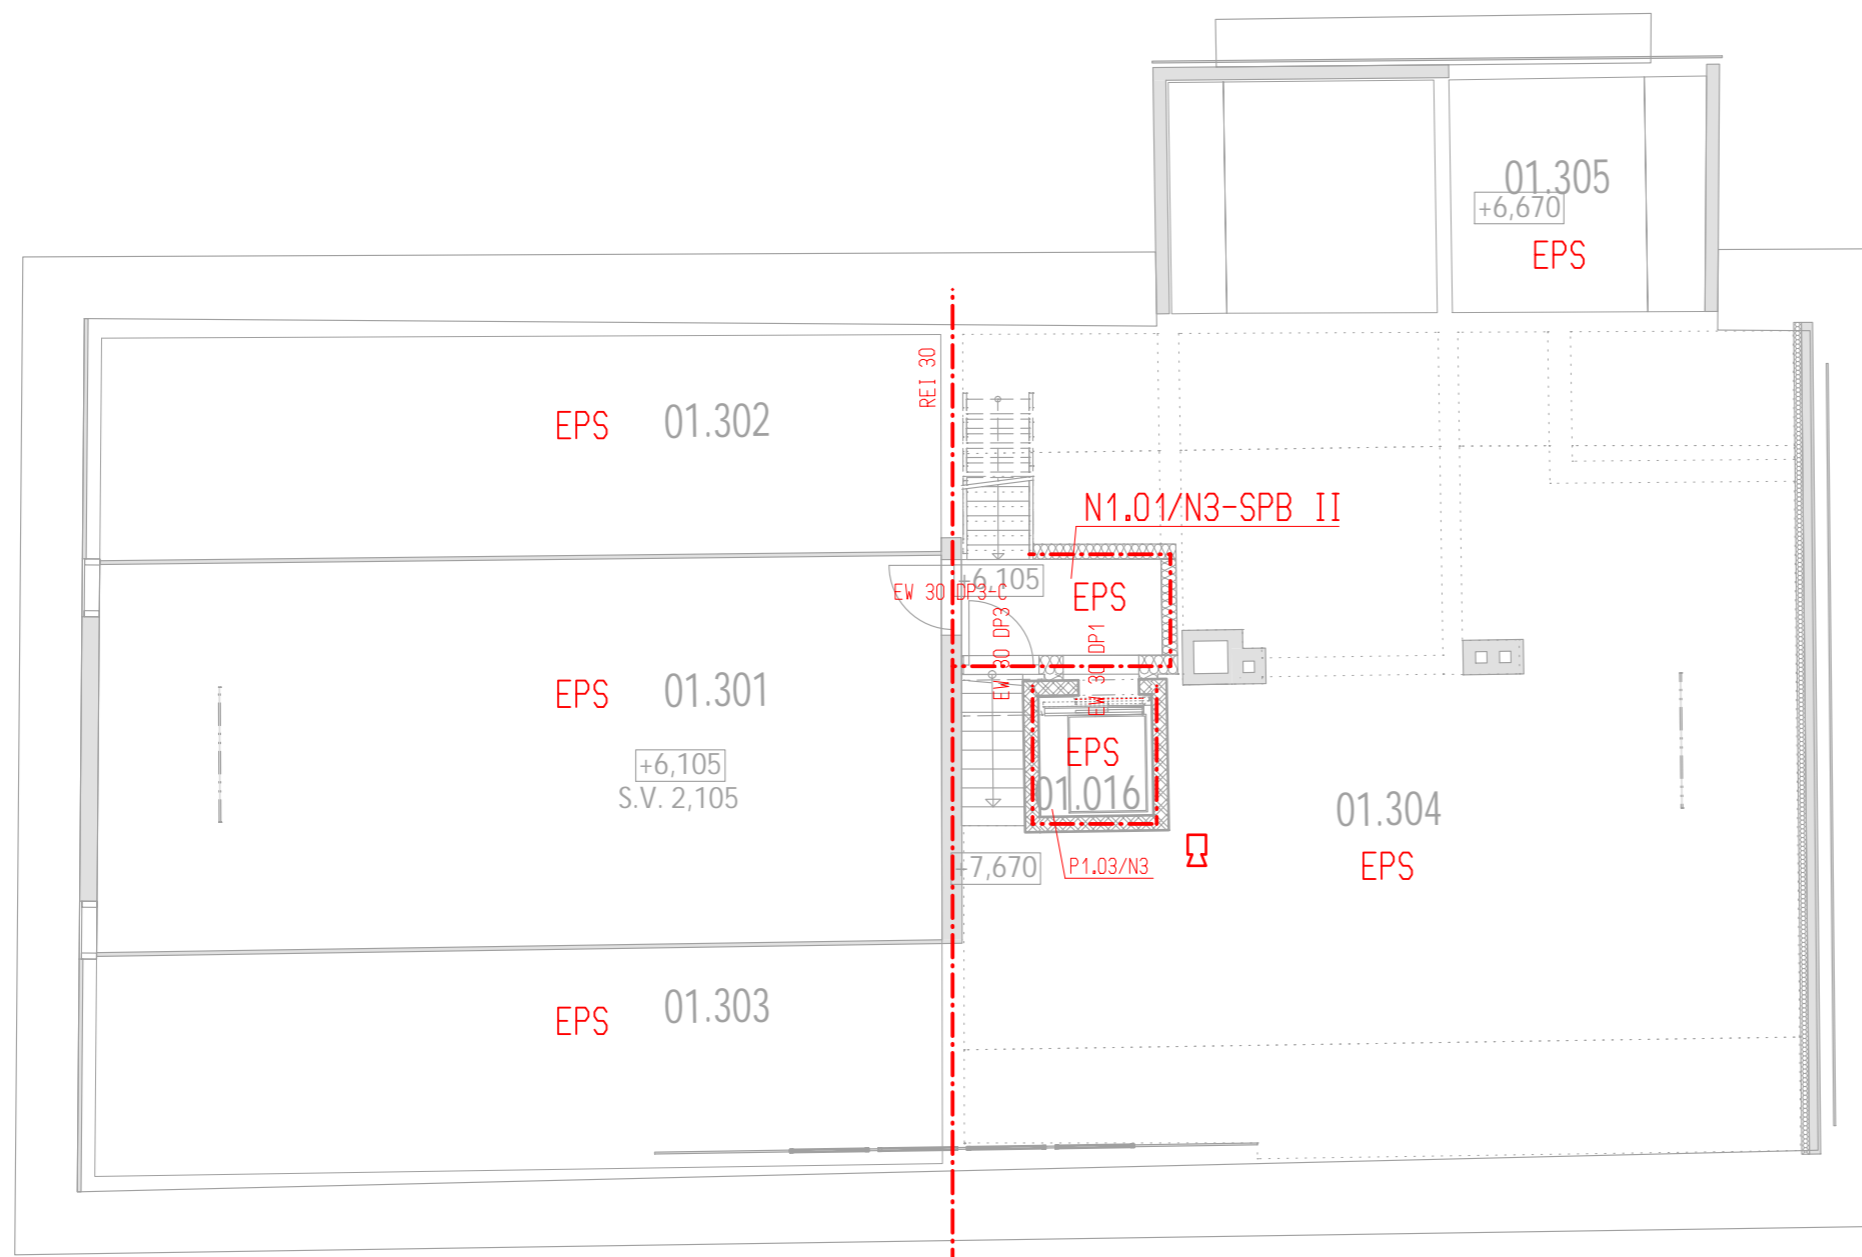 01.305
+6,670
EPS
REI 30
EPS 01.302
N1.01/N3-SPB II
+6,105
EW 30 DP3-C
EPS
EW 30 DP3
EW 30 DP1
EPS 01.301
+6,105
S.V. 2,105
EPS
01.016
01.304
EPS
+7,670
P1.03/N3
EPS 01.303